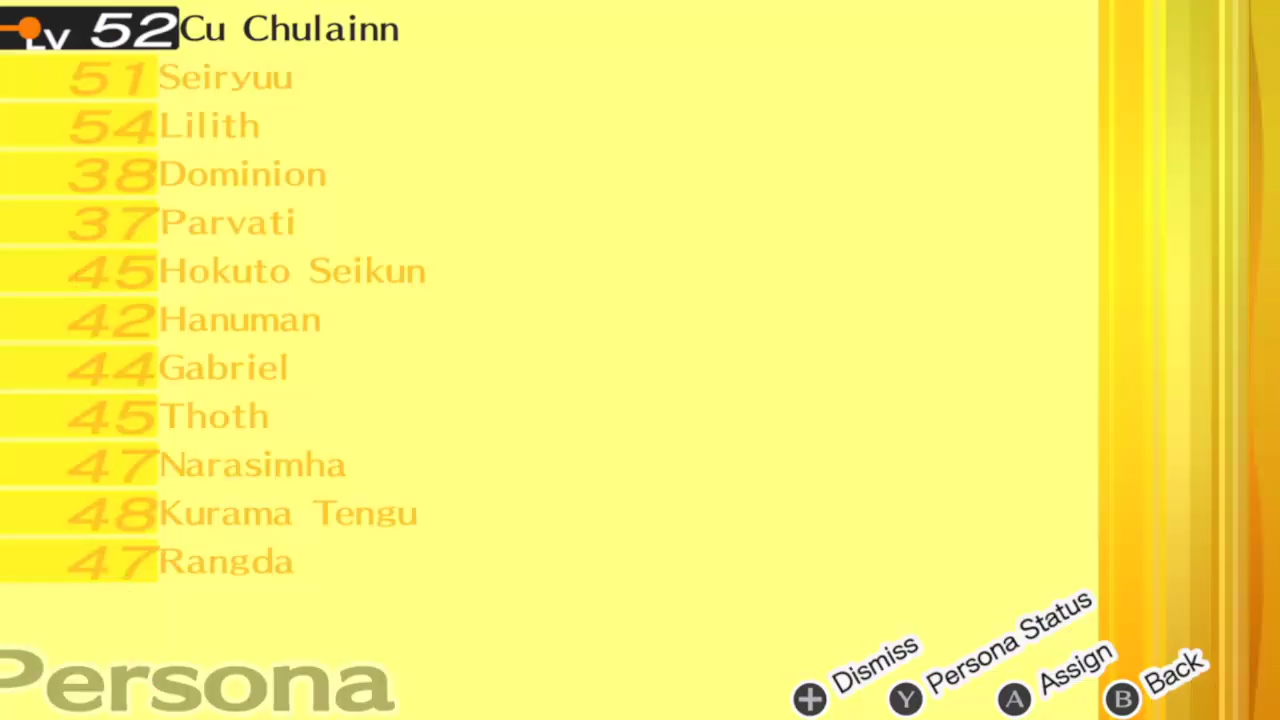 Lv 52 Cu Chulainn
51 Seiryuu
54 Lilith
38 Dominion
37 Parvati
45 Hokuto Seikun
42 Hanuman
44 Gabriel
45 Thoth
47 Narasimha
48 Kurama Tengu
47 Rangda
Persona
+ Dismiss
Y Persona Status
A Assign
B Back